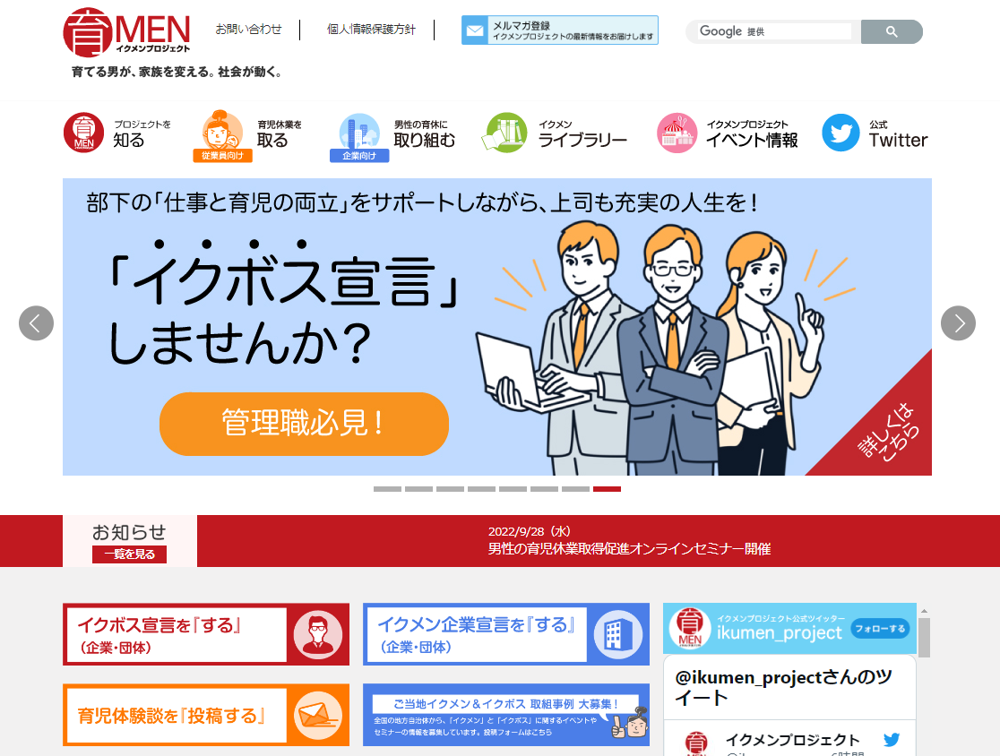 育MEN
イクメンプロジェクト
育てる男が、家族を変える。社会が動く。
お問い合わせ
個人情報保護方針
メルマガ登録
イクメンプロジェクトの最新情報をお届けします
Google 提供
育
MEN
プロジェクトを
知る
育児休業を
取る
従業員向け
男性の育休に
取り組む
企業向け
イクメン
ライブラリー
イクメンプロジェクト
イベント情報
公式
Twitter
部下の「仕事と育児の両立」をサポートしながら、上司も充実の人生を!
「イクボス宣言」
しませんか?
管理職必見!
詳しくは
こちら
お知らせ
一覧を見る
2022/9/28(水)
男性の育児休業取得促進オンラインセミナー開催
イクボス宣言を『する』
(企業・団体)
イクメン企業宣言を『する』
(企業・団体)
育児体験談を『投稿する』
ご当地イクメン&イクボス 取組事例 大募集!
全国の地方自治体から、「イクメン」と「イクボス」に関するイベントや
セミナーの情報を募集しています。投稿フォームはこちら
育
MEN
イクメンプロジェクト公式ツイッター
ikumen_project
フォローする
@ikumen_projectさんのツ
イート
育
MEN
イクメンプロジェクト